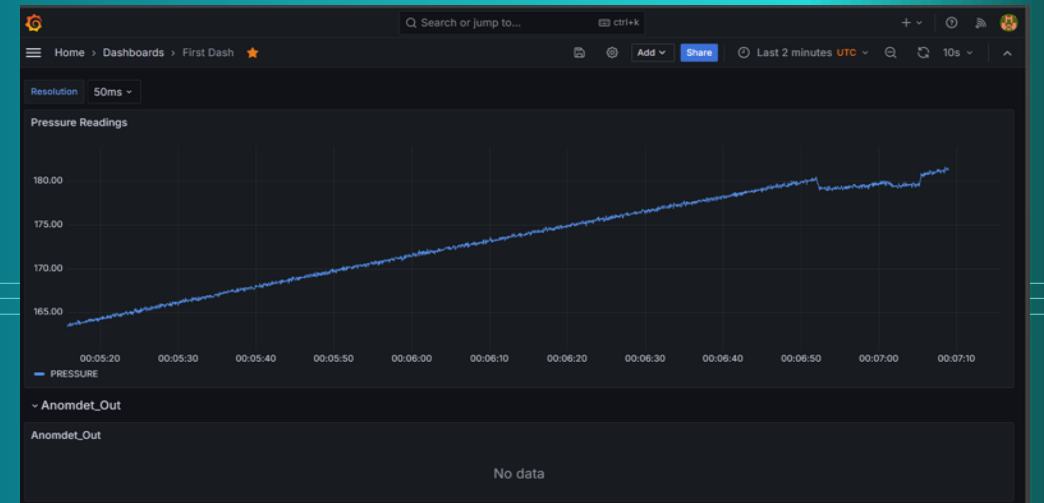 Search or jump to... ctrl+k
Home › Dashboards › First Dash Add Share Last 2 minutes UTC 10s
Resolution 50ms
Pressure Readings
180.00
175.00
170.00
165.00
00:05:20 00:05:30 00:05:40 00:05:50 00:06:00 00:06:10 00:06:20 00:06:30 00:06:40 00:06:50 00:07:00 00:07:10
PRESSURE
Anomdet_Out
Anomdet_Out
No data